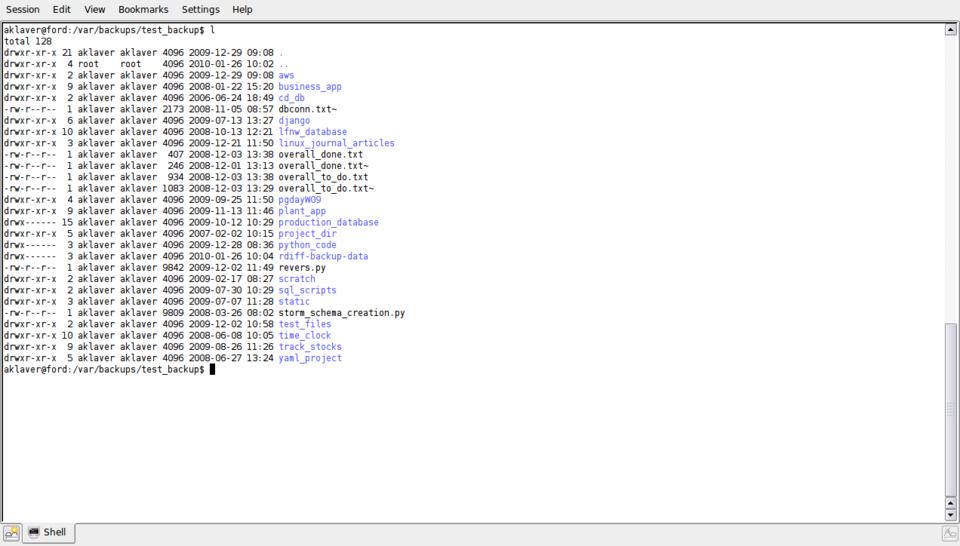 Session Edit View Bookmarks Settings Help
aklaver@ford:/var/backups/test_backup$ l
total 128
drwxr-xr-x 21 aklaver aklaver 4096 2009-12-29 09:08 .
drwxr-xr-x  4 root    root    4096 2010-01-26 10:02 ..
drwxr-xr-x  2 aklaver aklaver 4096 2009-12-29 09:08 aws
drwxr-xr-x  9 aklaver aklaver 4096 2008-01-22 15:20 business_app
drwxr-xr-x  2 aklaver aklaver 4096 2006-06-24 18:49 cd_db
-rw-r--r--  1 aklaver aklaver 2173 2008-11-05 08:57 dbconn.txt~
drwxr-xr-x  6 aklaver aklaver 4096 2009-07-13 13:27 django
drwxr-xr-x 10 aklaver aklaver 4096 2008-10-13 12:21 lfnw_database
drwxr-xr-x  3 aklaver aklaver 4096 2009-12-21 11:50 linux_journal_articles
-rw-r--r--  1 aklaver aklaver  407 2008-12-03 13:38 overall_done.txt
-rw-r--r--  1 aklaver aklaver  246 2008-12-01 13:13 overall_done.txt~
-rw-r--r--  1 aklaver aklaver  934 2008-12-03 13:38 overall_to_do.txt
-rw-r--r--  1 aklaver aklaver 1083 2008-12-03 13:29 overall_to_do.txt~
drwxr-xr-x  4 aklaver aklaver 4096 2009-09-25 11:50 pgdayWO9
drwxr-xr-x  9 aklaver aklaver 4096 2009-11-13 11:46 plant_app
drwx------ 15 aklaver aklaver 4096 2009-10-12 10:29 production_database
drwxr-xr-x  5 aklaver aklaver 4096 2007-02-02 10:15 project_dir
drwx------  3 aklaver aklaver 4096 2009-12-28 08:36 python_code
drwx------  3 aklaver aklaver 4096 2010-01-26 10:04 rdiff-backup-data
-rw-r--r--  1 aklaver aklaver 9842 2009-12-02 11:49 revers.py
drwxr-xr-x  2 aklaver aklaver 4096 2009-02-17 08:27 scratch
drwxr-xr-x  2 aklaver aklaver 4096 2009-07-30 10:29 sql_scripts
drwxr-xr-x  3 aklaver aklaver 4096 2009-07-07 11:28 static
-rw-r--r--  1 aklaver aklaver 9809 2008-03-26 08:02 storm_schema_creation.py
drwxr-xr-x  2 aklaver aklaver 4096 2009-12-02 10:58 test_files
drwxr-xr-x 10 aklaver aklaver 4096 2008-06-08 10:05 time_clock
drwxr-xr-x  9 aklaver aklaver 4096 2009-08-26 11:26 track_stocks
drwxr-xr-x  5 aklaver aklaver 4096 2008-06-27 13:24 yaml_project
aklaver@ford:/var/backups/test_backup$
Shell